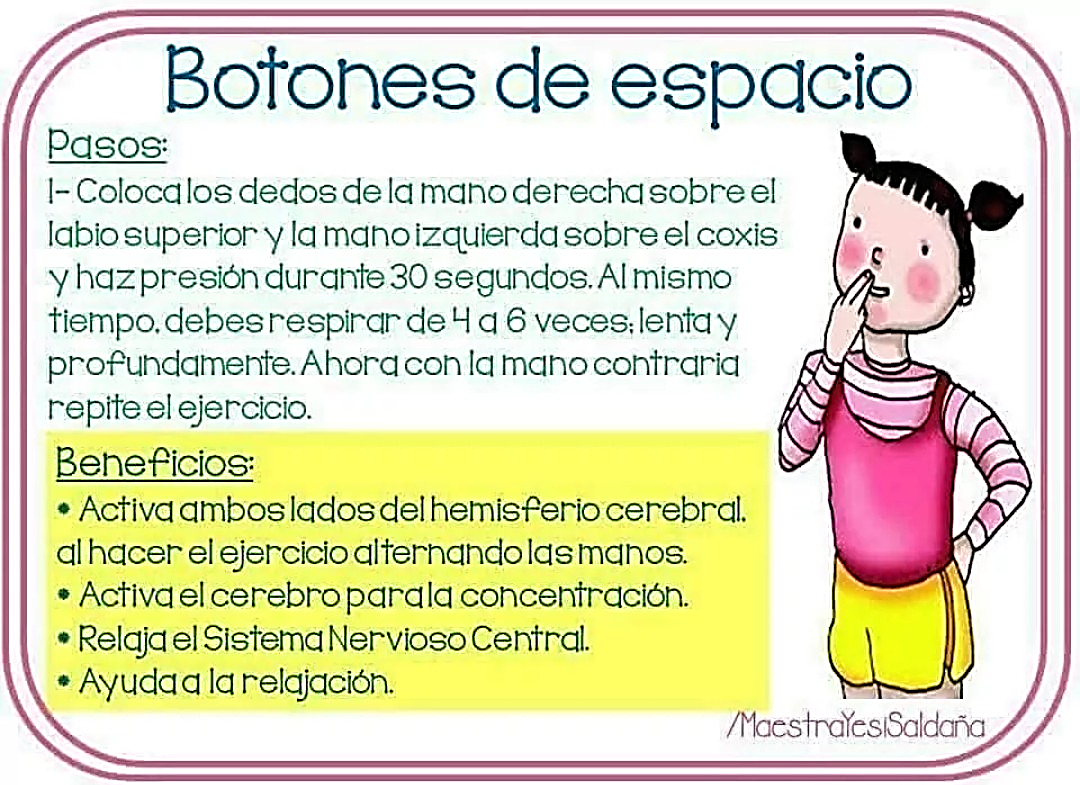 Botones de espacio
Pasos:
1- Coloca los dedos de la mano derecha sobre el
labio superior y la mano izquierda sobre el coxis
y haz presión durante 30 segundos. Al mismo
tiempo, debes respirar de 4 a 6 veces; lenta y
profundamente. Ahora con la mano contraria
repite el ejercicio.
Beneficios:
• Activa ambos lados del hemisferio cerebral,
al hacer el ejercicio alternando las manos.
• Activa el cerebro para la concentración.
• Relaja el Sistema Nervioso Central.
• Ayuda a la relajación.
/MaestraYesiSaldaña